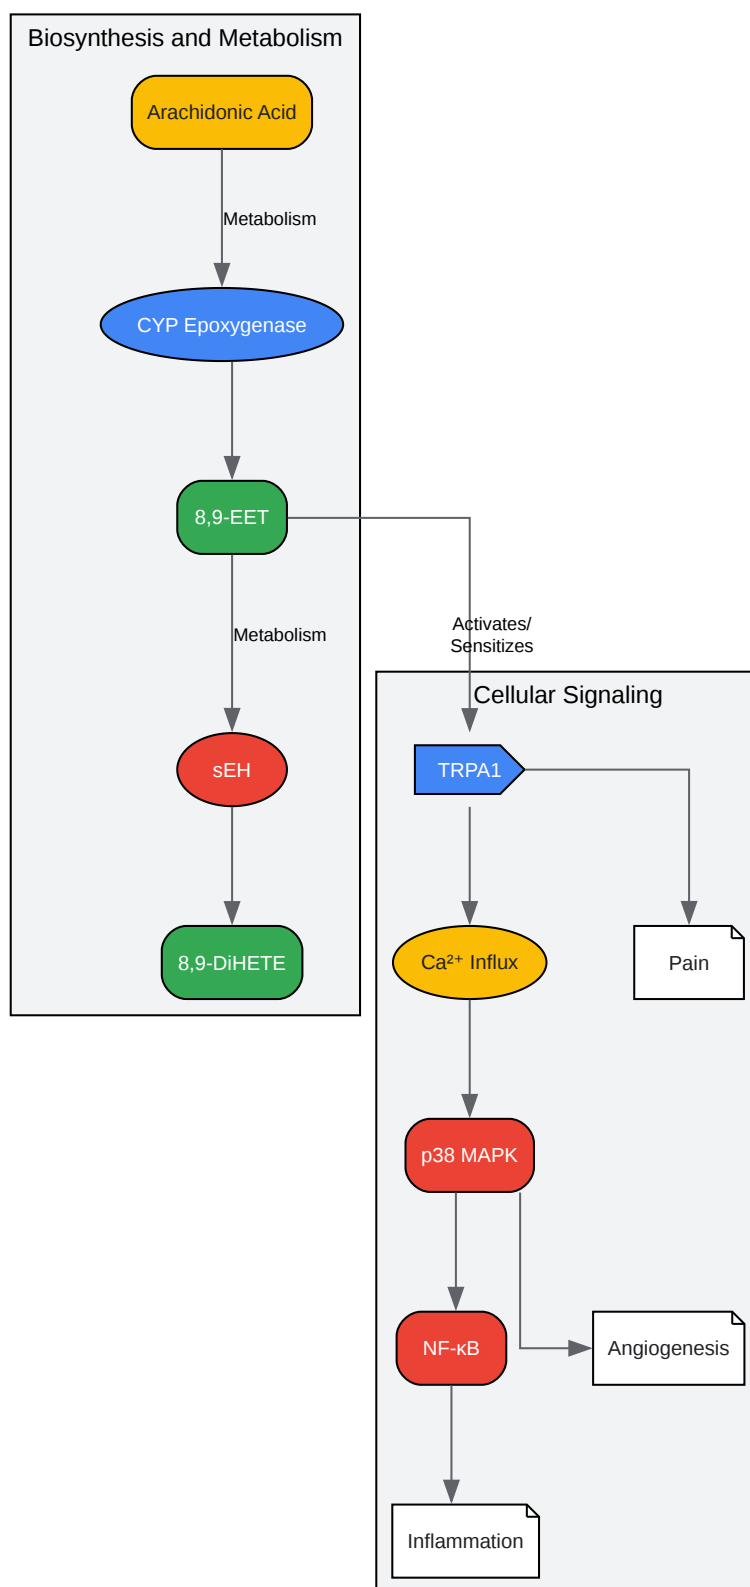 Biosynthesis and Metabolism
Arachidonic Acid
Metabolism
CYP Epoxygenase
8,9-EET
Metabolism
sEH
8,9-DiHETE
Activates/
Sensitizes
Cellular Signaling
TRPA1
Ca²⁺ Influx
Pain
p38 MAPK
NF-κB
Angiogenesis
Inflammation